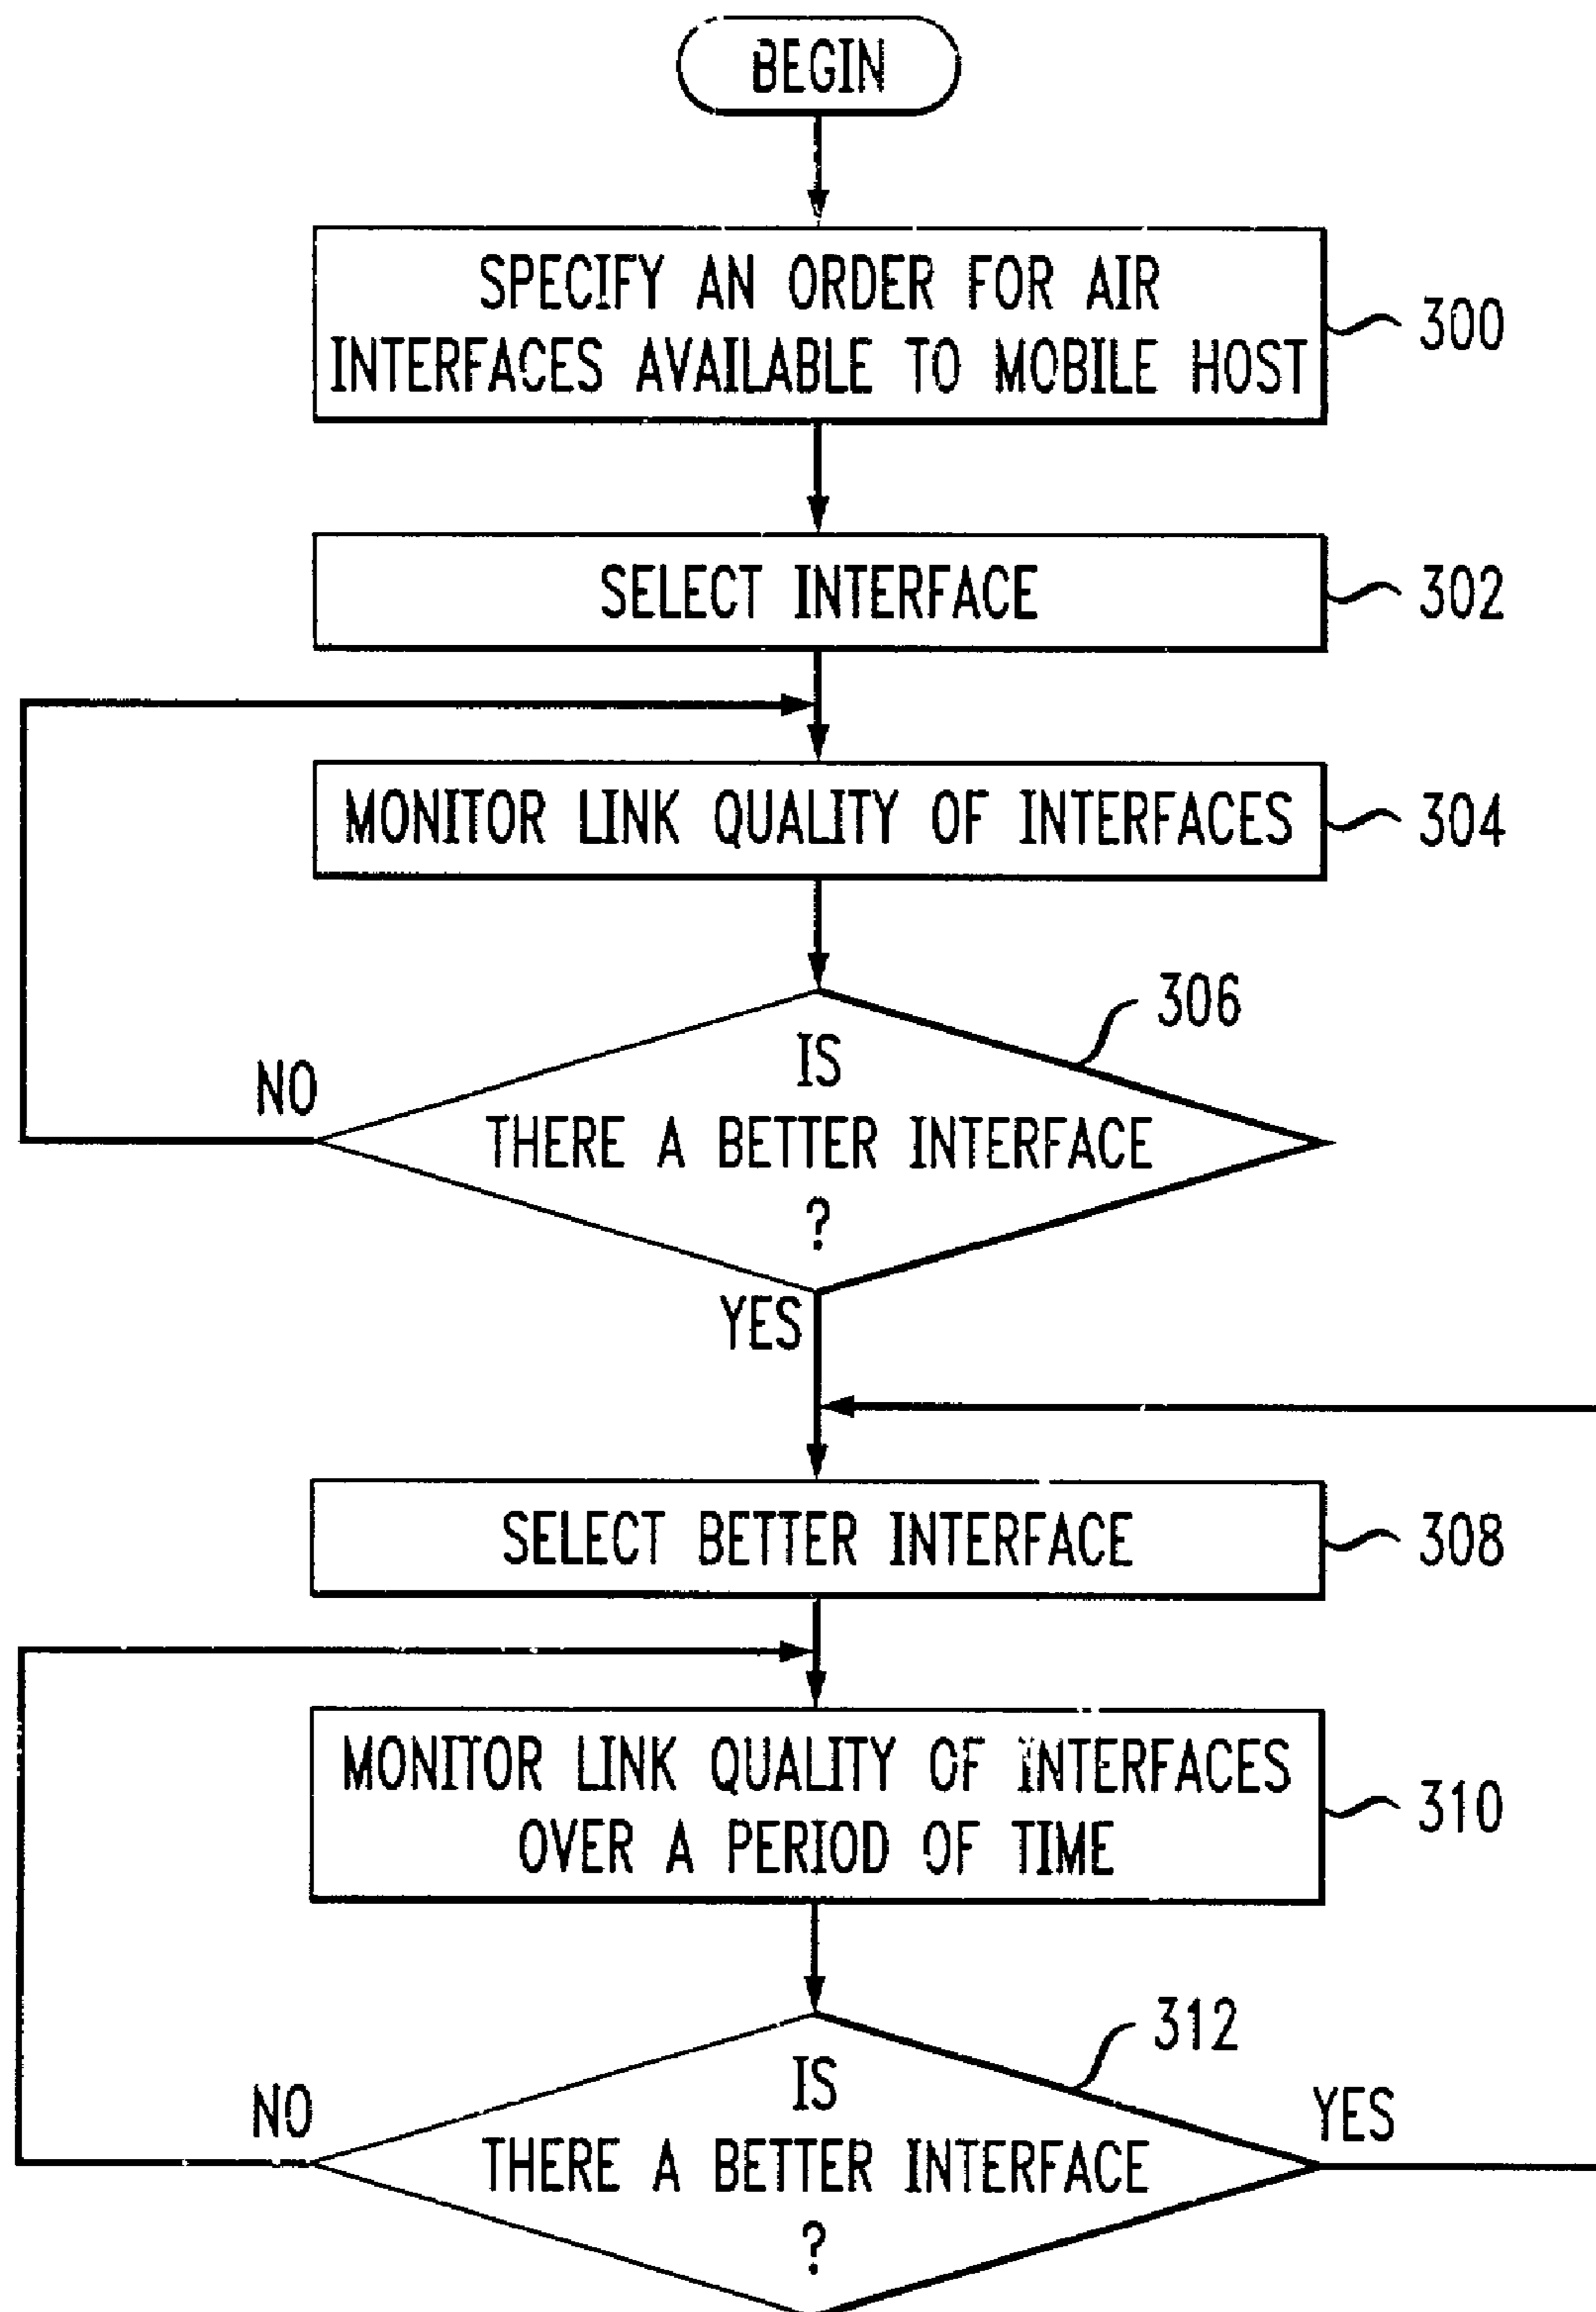 BEGIN
SPECIFY AN ORDER FOR AIR
INTERFACES AVAILABLE TO MOBILE HOST
300
SELECT INTERFACE
302
MONITOR LINK QUALITY OF INTERFACES
304
306
IS
THERE A BETTER INTERFACE
?
NO
YES
SELECT BETTER INTERFACE
308
MONITOR LINK QUALITY OF INTERFACES
OVER A PERIOD OF TIME
310
312
IS
THERE A BETTER INTERFACE
?
NO
YES